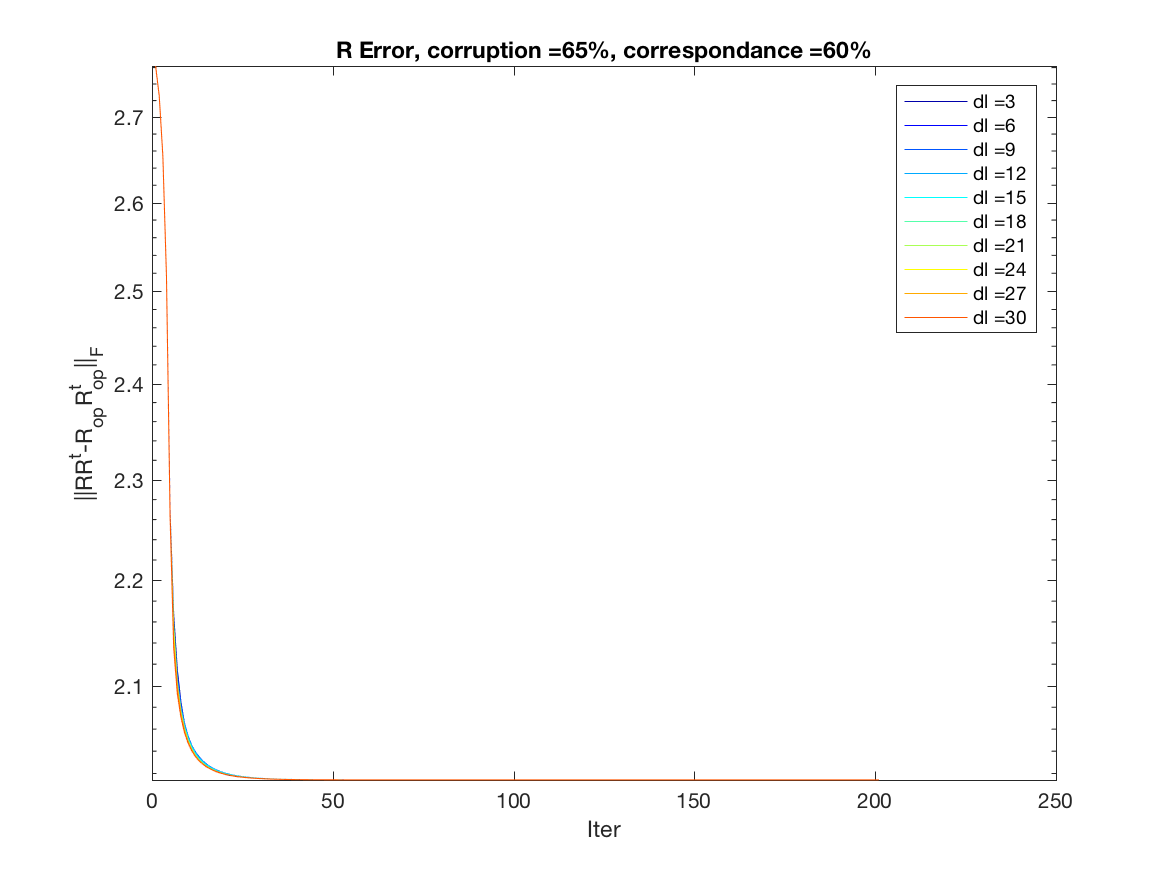 R Error, corruption =65%, correspondance =60%
||RR^t-R_op R^t_op||_F
2.7
2.6
2.5
2.4
2.3
2.2
2.1
0
50
100
150
200
250
Iter
dl =3
dl =6
dl =9
dl =12
dl =15
dl =18
dl =21
dl =24
dl =27
dl =30